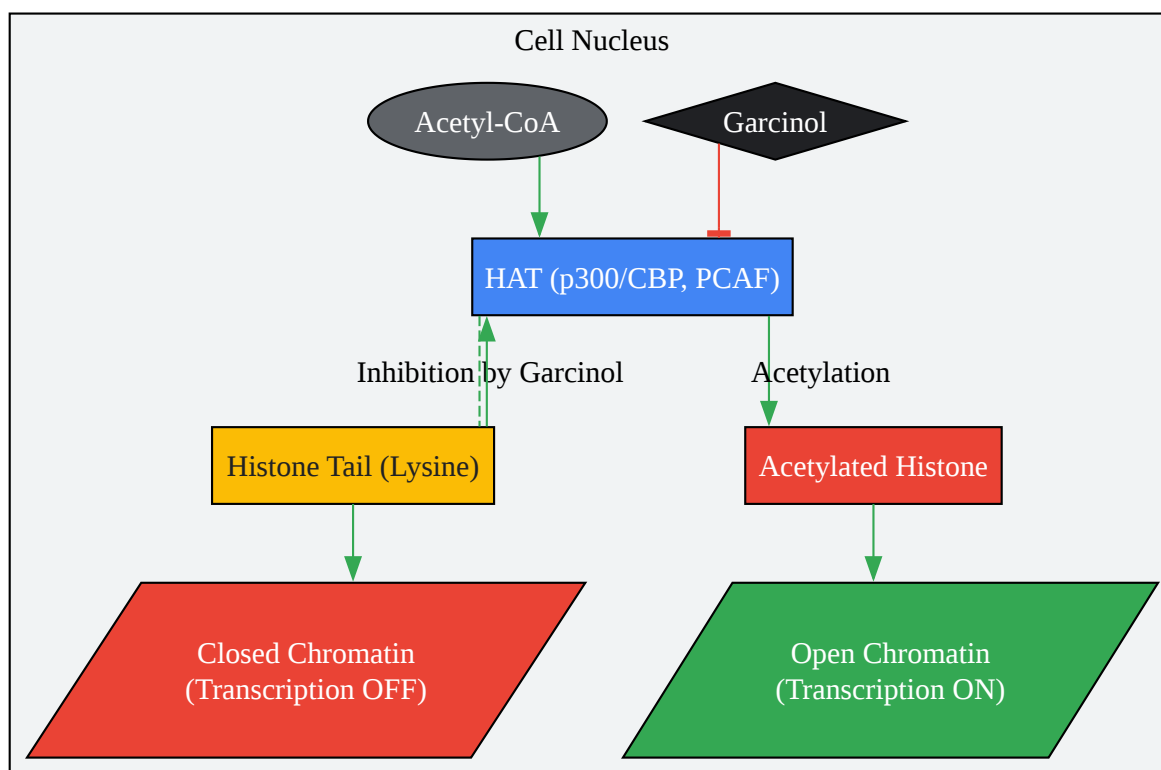 Cell Nucleus
Acetyl-CoA
Garcinol
HAT (p300/CBP, PCAF)
Inhibition by Garcinol
Acetylation
Histone Tail (Lysine)
Acetylated Histone
Closed Chromatin
(Transcription OFF)
Open Chromatin
(Transcription ON)